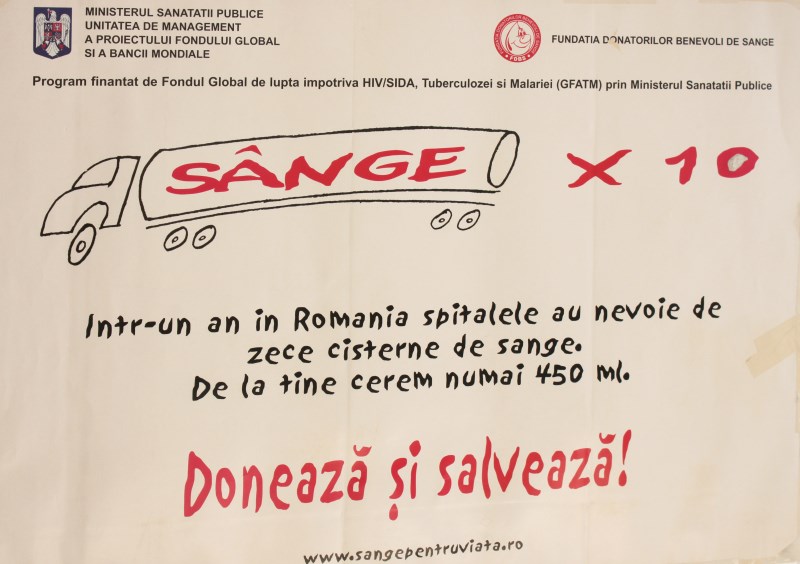 MINISTERUL SANATATII PUBLICE
UNITATEA DE MANAGEMENT
A PROIECTULUI FONDULUI GLOBAL
SI A BANCII MONDIALE
FUNDATIA DONATORILOR BENEVOLI DE SANGE
Program finantat de Fondul Global de lupta impotriva HIV/SIDA, Tuberculozei si Malariei (GFATM) prin Ministerul Sanatatii Publice
SÂNGE x 10
Intr-un an in Romania spitalele au nevoie de
zece cisterne de sange.
De la tine cerem numai 450 ml.
Donează și salvează!
www.sangepentruviata.ro